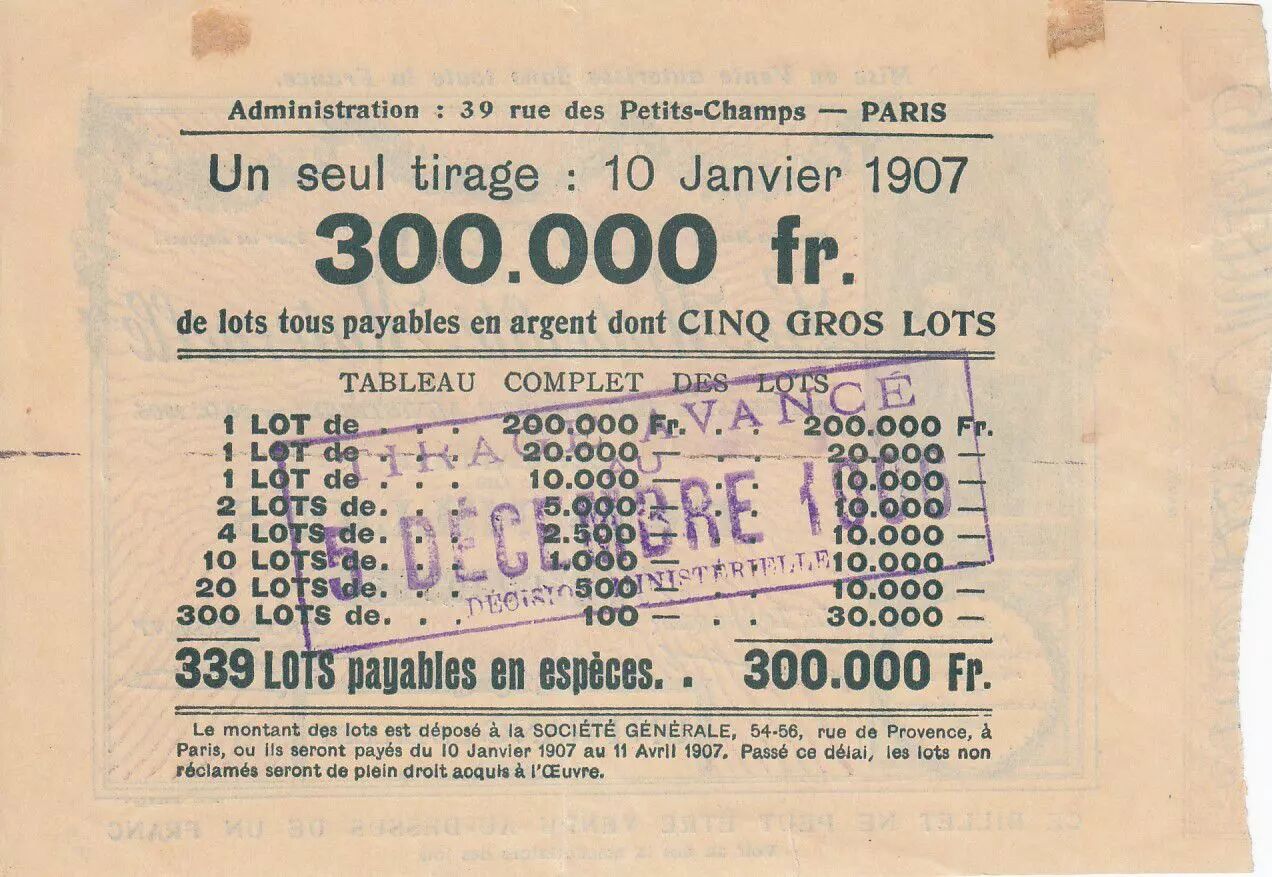 Administration : 39 rue des Petits-Champs — PARIS
Un seul tirage : 10 Janvier 1907
300.000 fr.
de lots tous payables en argent dont CINQ GROS LOTS
TABLEAU COMPLET DES LOTS
1 LOT de . . . 200.000 Fr. . . 200.000 Fr.
1 LOT de . . . 20.000 — . . 20.000 —
1 LOT de . . . 10.000 — . . 10.000 —
2 LOTS de. . . 5.000 — . . 10.000 —
4 LOTS de. . . 2.500 — . . 10.000 —
10 LOTS de. . . 1.000 — . . 10.000 —
20 LOTS de. . . 500 — . . 10.000 —
300 LOTS de. . . 100 — . . 30.000 —
339 LOTS payables en espèces. . 300.000 Fr.
TIRAGE AVANCÉ
AU
5 DÉCEMBRE 1906
DÉCISION MINISTÉRIELLE
Le montant des lots est déposé à la SOCIÉTÉ GÉNÉRALE, 54-56, rue de Provence, à
Paris, ou ils seront payés du 10 Janvier 1907 au 11 Avril 1907. Passé ce délai, les lots non
réclamés seront de plein droit acquis à l'Œuvre.